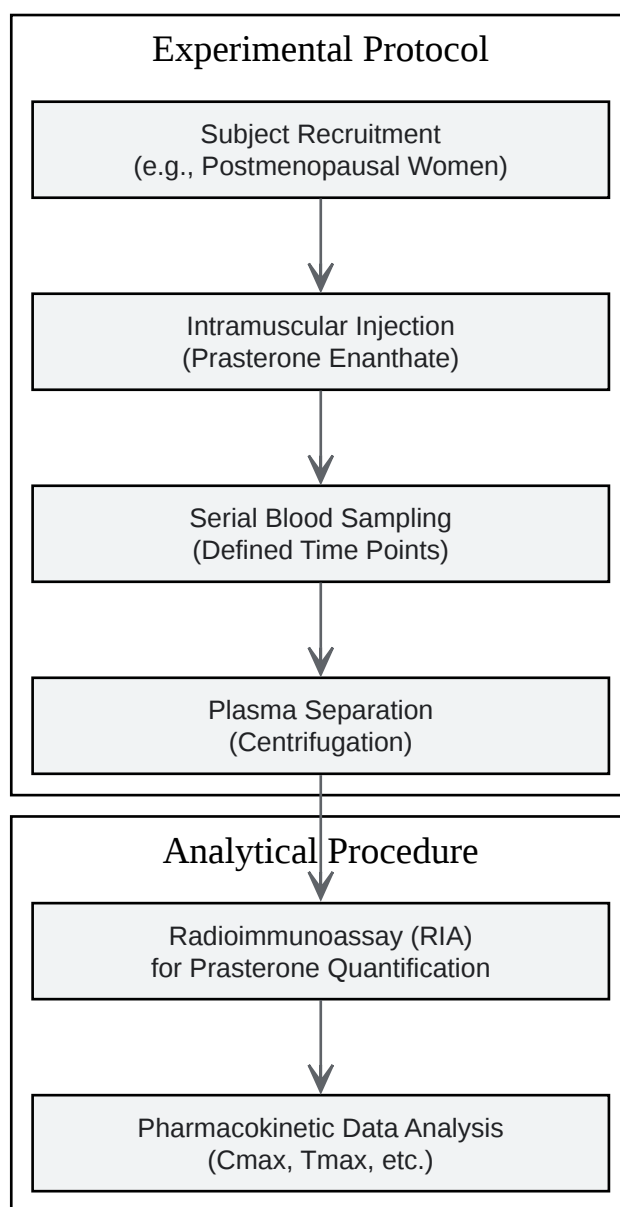 Experimental Protocol
Subject Recruitment
(e.g., Postmenopausal Women)
Intramuscular Injection
(Prasterone Enanthate)
Serial Blood Sampling
(Defined Time Points)
Plasma Separation
(Centrifugation)
Analytical Procedure
Radioimmunoassay (RIA)
for Prasterone Quantification
Pharmacokinetic Data Analysis
(Cmax, Tmax, etc.)